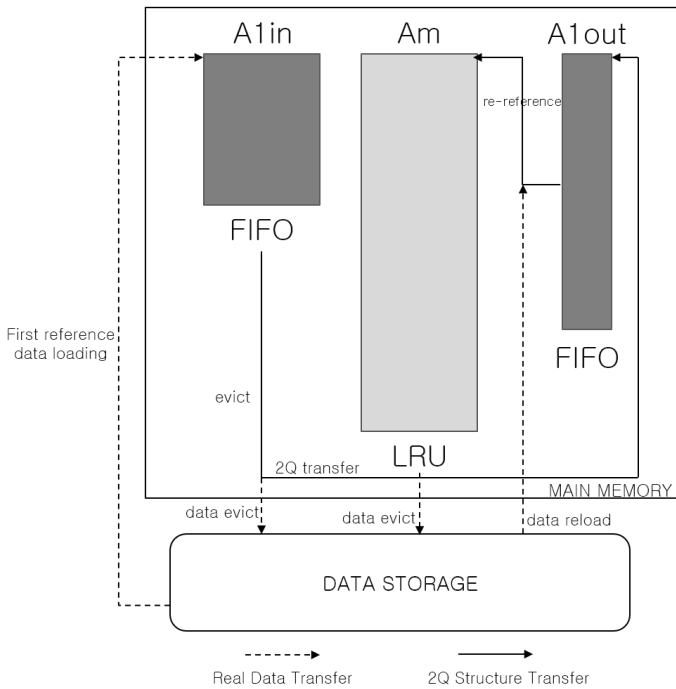 A1in
Am
A1out
re-reference
FIFO
First reference
data loading
FIFO
evict
LRU
2Q transfer
MAIN MEMORY
data evict
data evict
data reload
DATA STORAGE
Real Data Transfer
2Q Structure Transfer